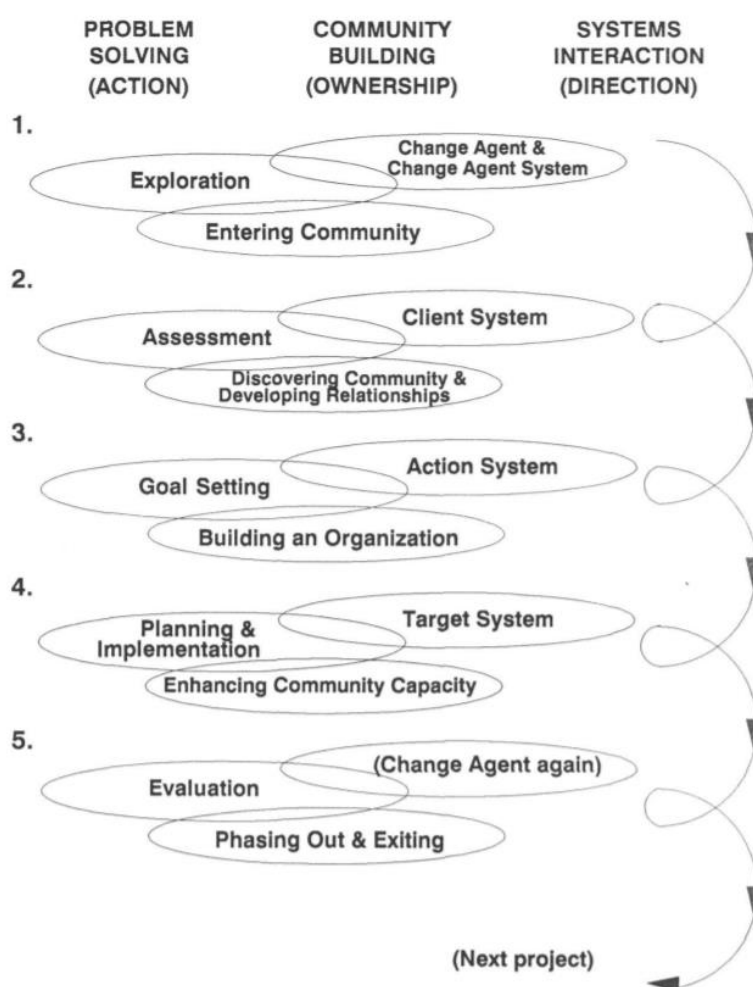 PROBLEM
SOLVING
(ACTION)
COMMUNITY
BUILDING
(OWNERSHIP)
SYSTEMS
INTERACTION
(DIRECTION)
1.
Change Agent &
Change Agent System
Exploration
Entering Community
2.
Client System
Assessment
Discovering Community &
Developing Relationships
3.
Action System
Goal Setting
Building an Organization
4.
Target System
Planning &
Implementation
Enhancing Community Capacity
5.
(Change Agent again)
Evaluation
Phasing Out & Exiting
(Next project)